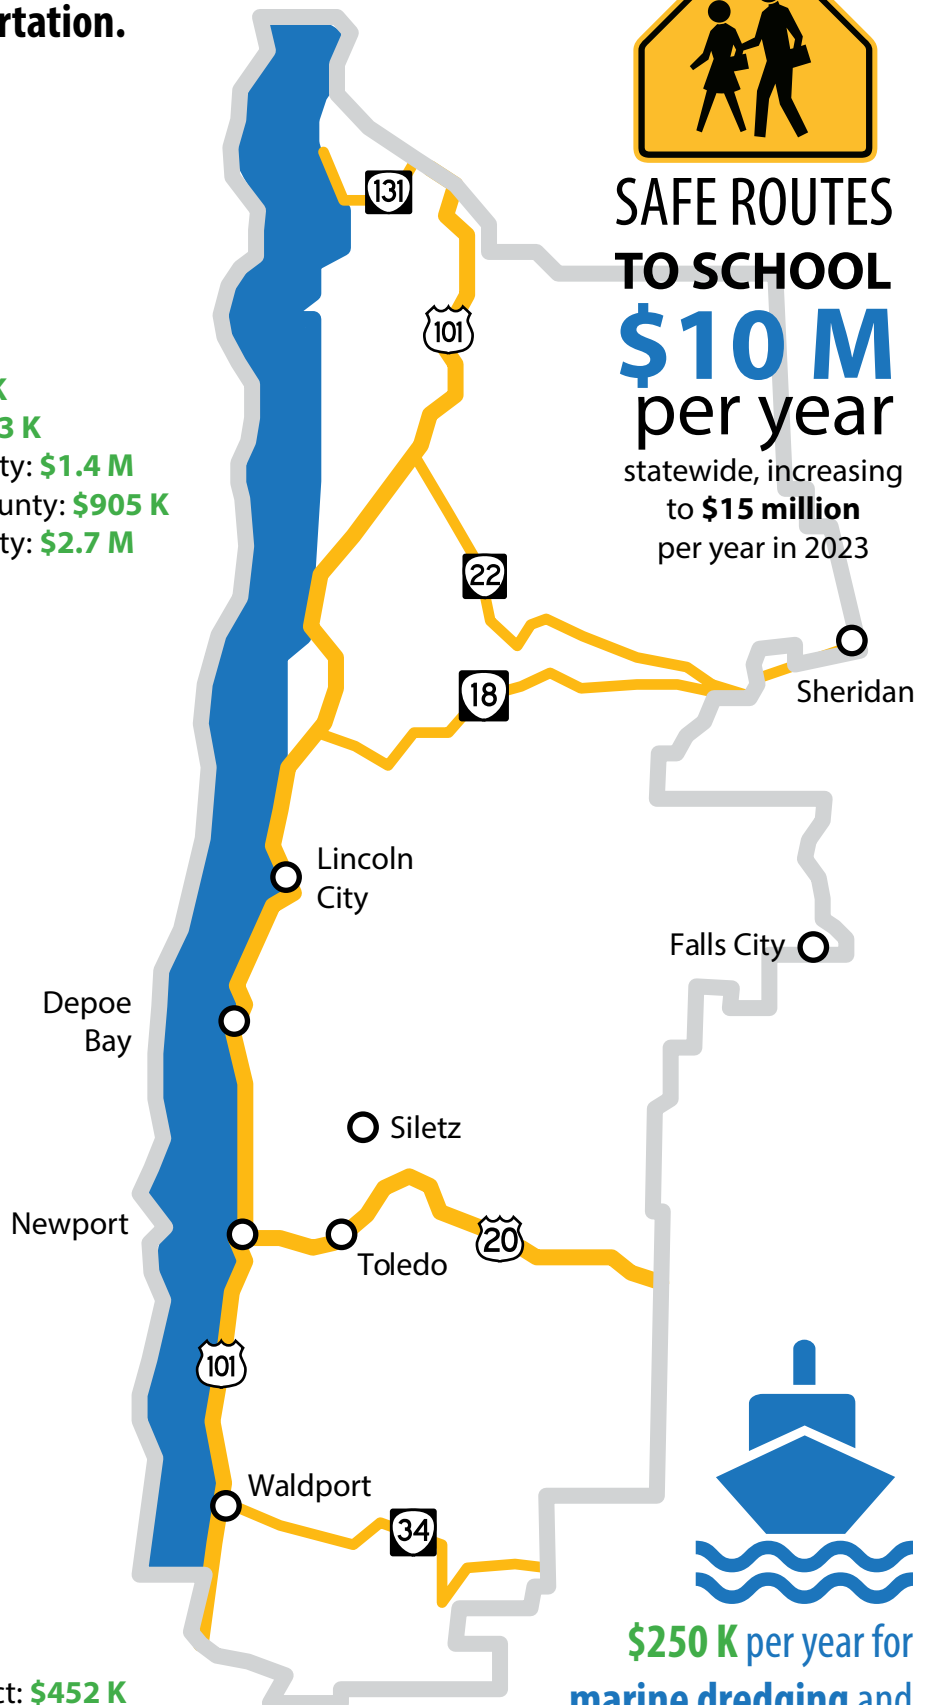 rtation.
131
SAFE ROUTES
TO SCHOOL
$10 M
per year
statewide, increasing
to $15 million
per year in 2023
101
K
3 K
ty: $1.4 M
unty: $905 K
ty: $2.7 M
22
18
Sheridan
Lincoln
City
Falls City
Depoe
Bay
Siletz
Newport
Toledo
20
101
Waldport
34
$250 K per year for
marine dredging and
ct: $452 K